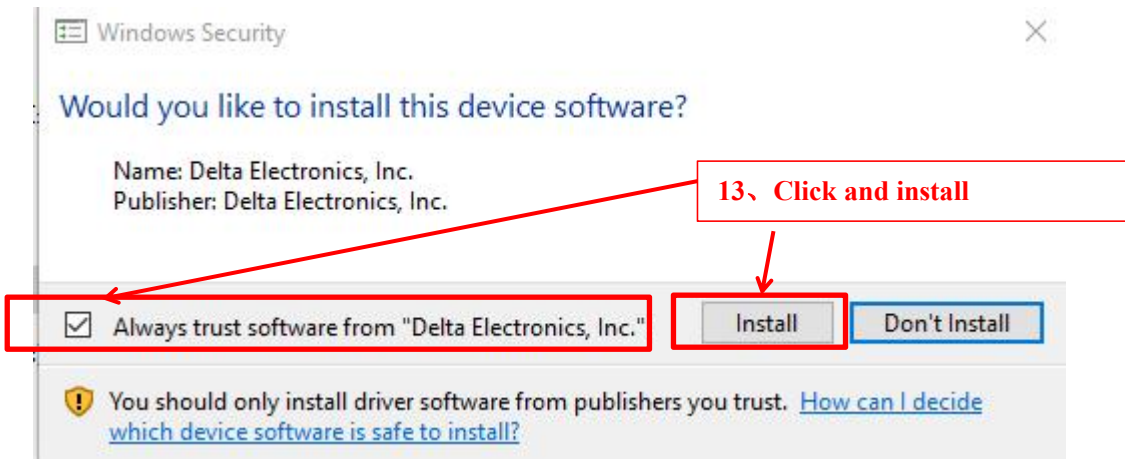 Windows Security
Would you like to install this device software?
Name: Delta Electronics, Inc.
Publisher: Delta Electronics, Inc.
13、Click and install
Always trust software from "Delta Electronics, Inc."
Install
Don't Install
You should only install driver software from publishers you trust. How can I decide
which device software is safe to install?